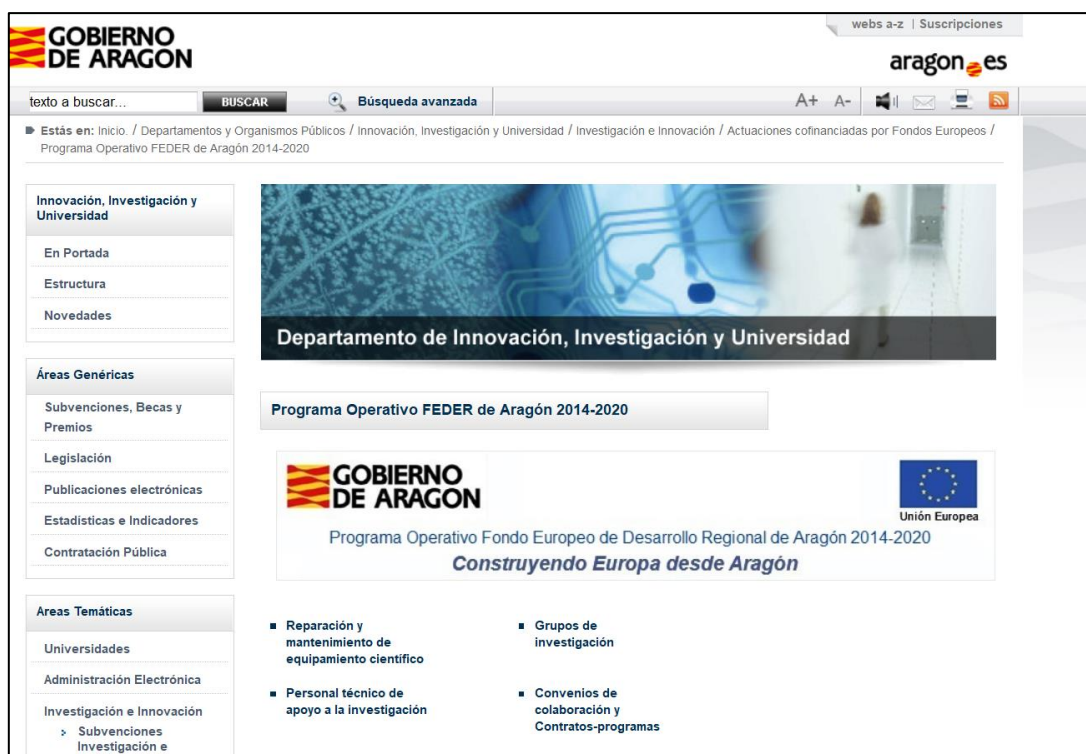 GOBIERNO
DE ARAGON
webs a-z | Suscripciones
aragon es
texto a buscar...
BUSCAR
Búsqueda avanzada
A+ A-
Estás en: Inicio. / Departamentos y Organismos Públicos / Innovación, Investigación y Universidad / Investigación e Innovación / Actuaciones cofinanciadas por Fondos Europeos /
Programa Operativo FEDER de Aragón 2014-2020
Innovación, Investigación y
Universidad
En Portada
Estructura
Novedades
Áreas Genéricas
Subvenciones, Becas y
Premios
Legislación
Publicaciones electrónicas
Estadísticas e Indicadores
Contratación Pública
Areas Temáticas
Universidades
Administración Electrónica
Investigación e Innovación
Subvenciones
Investigación e
Departamento de Innovación, Investigación y Universidad
Programa Operativo FEDER de Aragón 2014-2020
GOBIERNO
DE ARAGON
Unión Europea
Programa Operativo Fondo Europeo de Desarrollo Regional de Aragón 2014-2020
Construyendo Europa desde Aragón
Reparación y
mantenimiento de
equipamiento científico
Grupos de
investigación
Personal técnico de
apoyo a la investigación
Convenios de
colaboración y
Contratos-programas